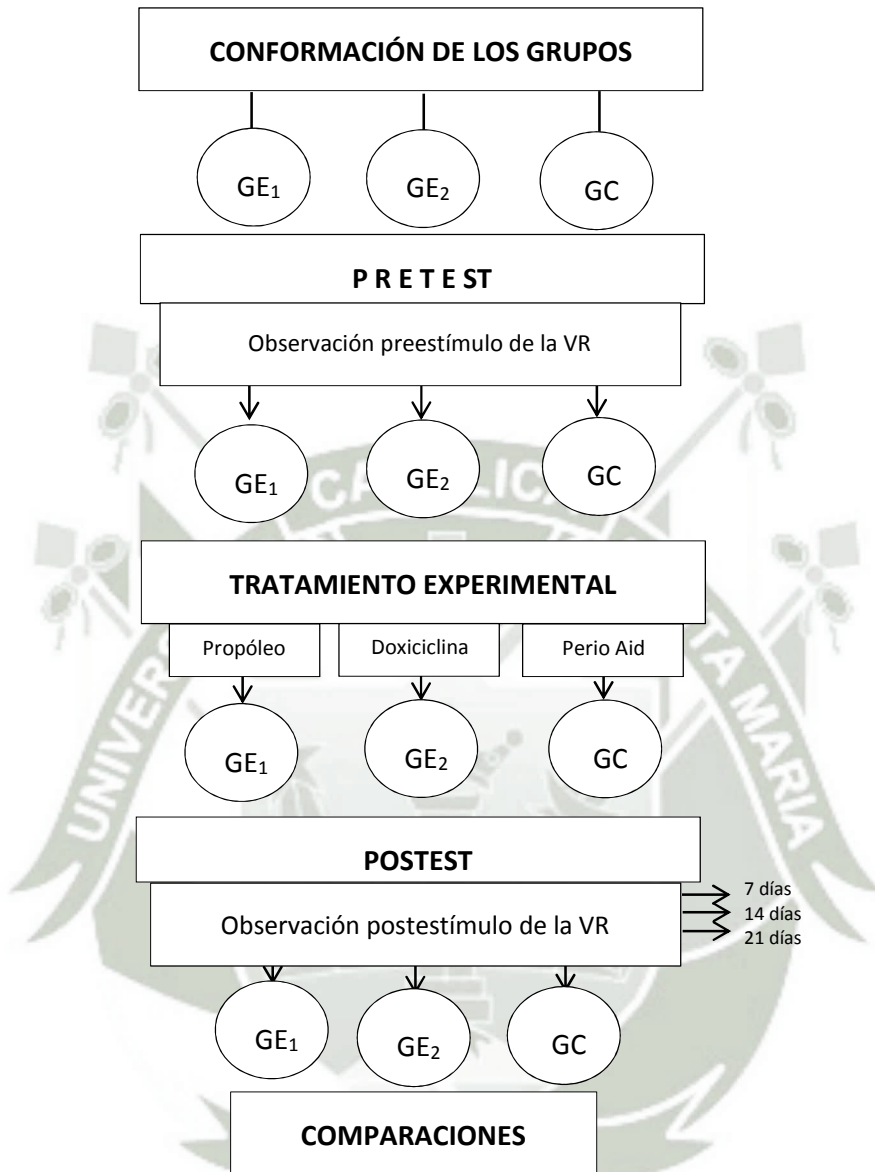 CONFORMACIÓN DE LOS GRUPOS
GE1 GE2 GC
P R E T E ST
Observación preestímulo de la VR
GE1 GE2 GC
TRATAMIENTO EXPERIMENTAL
Propóleo Doxiciclina Perio Aid
GE1 GE2 GC
POSTEST
Observación postestímulo de la VR
7 días
14 días
21 días
GE1 GE2 GC
COMPARACIONES